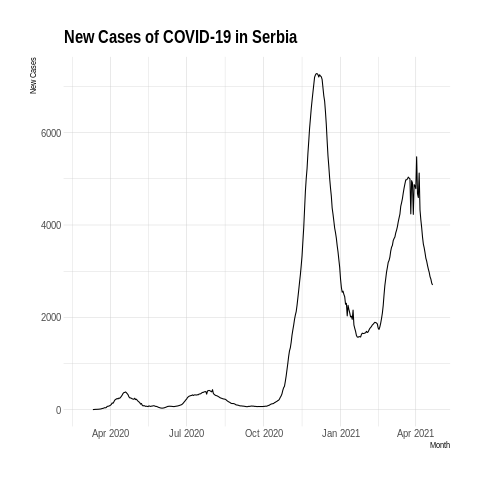 New Cases of COVID-19 in Serbia
New Cases
6000
4000
2000
0
Apr 2020 Jul 2020 Oct 2020 Jan 2021 Apr 2021
Month